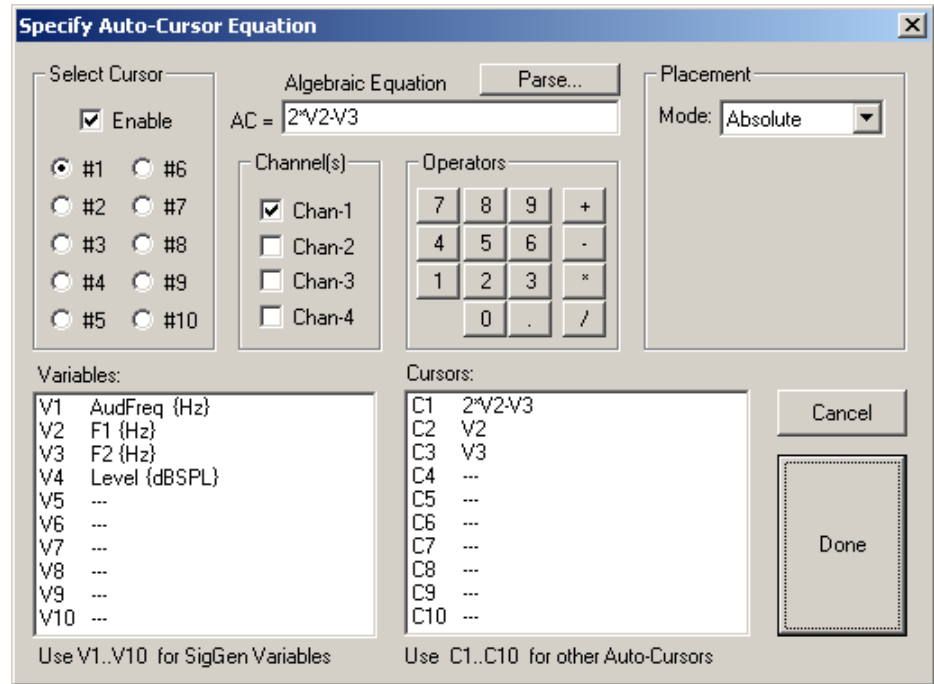 Specify Auto-Cursor Equation
Select Cursor
Enable
#1 #6
#2 #7
#3 #8
#4 #9
#5 #10
Algebraic Equation Parse...
AC = 2*V2-V3
Channel(s)
Chan-1
Chan-2
Chan-3
Chan-4
Operators
7 8 9 +
4 5 6 -
1 2 3 *
0 . /
Placement
Mode: Absolute
Variables:
V1 AudFreq {Hz}
V2 F1 {Hz}
V3 F2 {Hz}
V4 Level {dBSPL}
V5 ---
V6 ---
V7 ---
V8 ---
V9 ---
V10 ---
Use V1..V10 for SigGen Variables
Cursors:
C1 2*V2-V3
C2 V2
C3 V3
C4 ---
C5 ---
C6 ---
C7 ---
C8 ---
C9 ---
C10 ---
Use C1..C10 for other Auto-Cursors
Cancel
Done